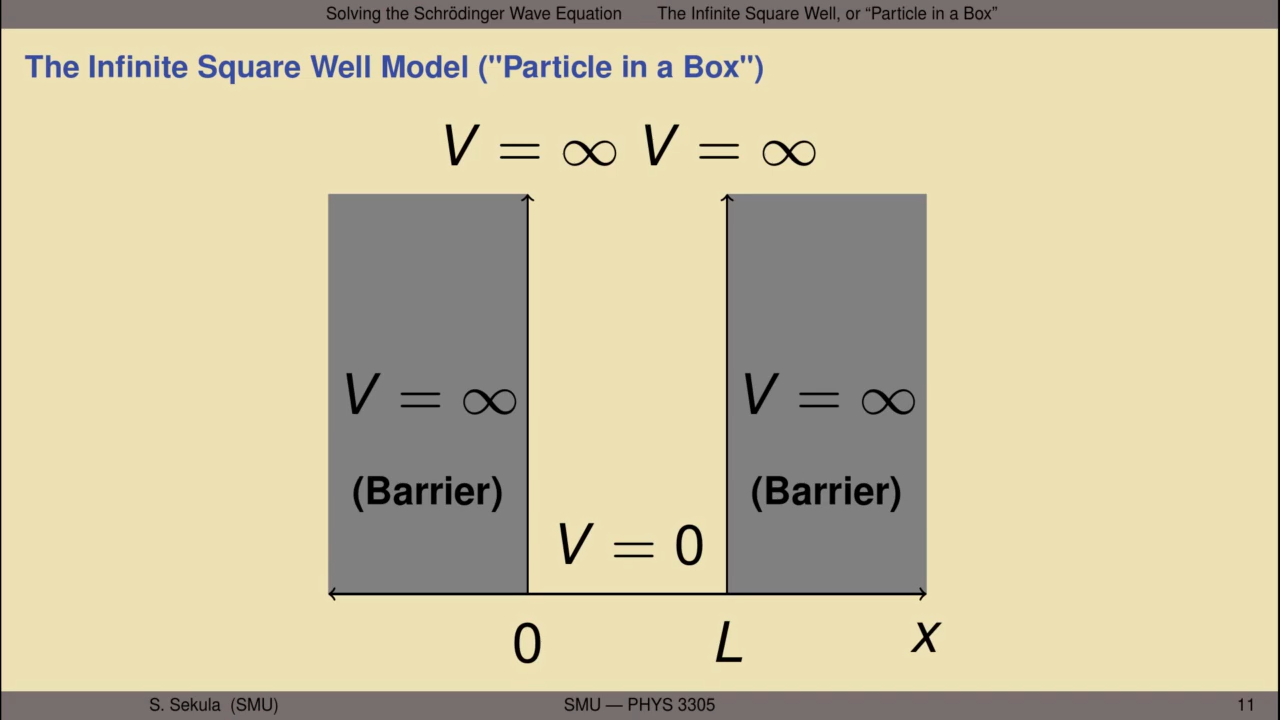 Solving the Schrödinger Wave Equation The Infinite Square Well, or “Particle in a Box”
The Infinite Square Well Model ("Particle in a Box")
V = ∞ V = ∞
V = ∞ V = ∞
(Barrier) (Barrier)
V = 0
0 L x
S. Sekula (SMU) SMU — PHYS 3305 11